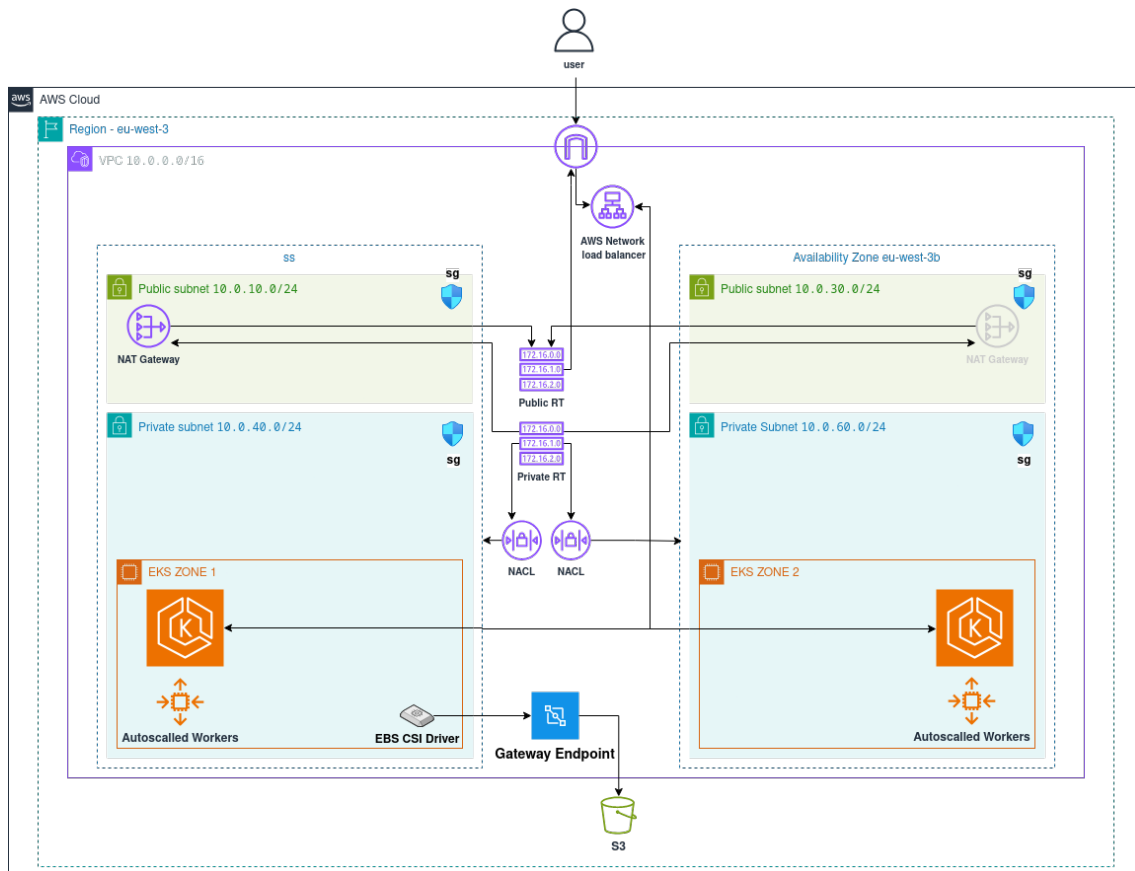 user
aws
AWS Cloud
Region - eu-west-3
VPC 10.0.0.0/16
AWS Network
load balancer
ss
Availability Zone eu-west-3b
sg
sg
Public subnet 10.0.10.0/24
Public subnet 10.0.30.0/24
NAT Gateway
NAT Gateway
172.16.0.0
172.16.1.0
172.16.2.0
Public RT
Private subnet 10.0.40.0/24
Private Subnet 10.0.60.0/24
172.16.0.0
172.16.1.0
172.16.2.0
Private RT
sg
sg
NACL
NACL
EKS ZONE 1
EKS ZONE 2
K
K
Autoscalled Workers
EBS CSI Driver
Autoscalled Workers
Gateway Endpoint
S3